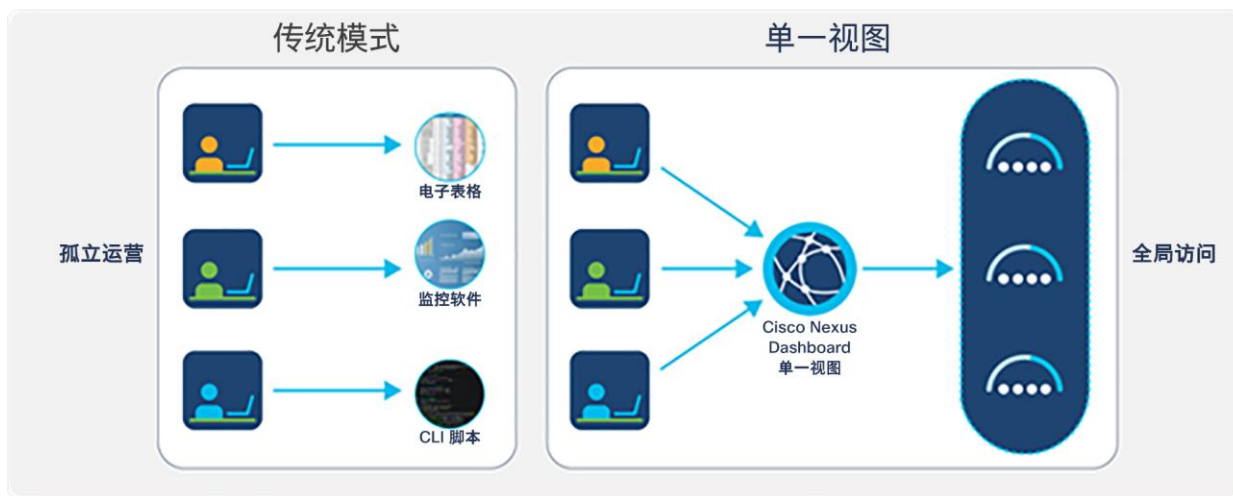 传统模式
单一视图
孤立运营
电子表格
监控软件
CLI 脚本
Cisco Nexus
Dashboard
单一视图
全局访问